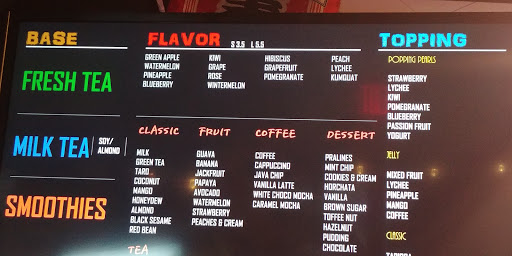 BASE
FRESH TEA
MILK TEA
SOY/
ALMOND
SMOOTHIES
FLAVOR S 3.5 L 5.5
GREEN APPLE
WATERMELON
PINEAPPLE
BLUEBERRY
KIWI
GRAPE
ROSE
WINTERMELON
HIBISCUS
GRAPEFRUIT
POMEGRANATE
PEACH
LYCHEE
KUMQUAT
CLASSIC
MILK
GREEN TEA
TARO
COCONUT
MANGO
HONEYDEW
ALMOND
BLACK SESAME
RED BEAN
TEA
FRUIT
GUAVA
BANANA
JACKFRUIT
PAPAYA
AVOCADO
WATERMELON
STRAWBERRY
PEACHES & CREAM
COFFEE
COFFEE
CAPPUCCINO
JAVA CHIP
VANILLA LATTE
WHITE CHOCO MOCHA
CARAMEL MOCHA
DESSERT
PRALINES
MINT CHIP
COOKIES & CREAM
HORCHATA
VANILLA
BROWN SUGAR
TOFFEE NUT
HAZELNUT
PUDDING
CHOCOLATE
TOPPING
POPPING PEARLS
STRAWBERRY
LYCHEE
KIWI
POMEGRANATE
BLUEBERRY
PASSION FRUIT
YOGURT
JELLY
MIXED FRUIT
LYCHEE
PINEAPPLE
MANGO
COFFEE
CLASSIC
TAPIOCA